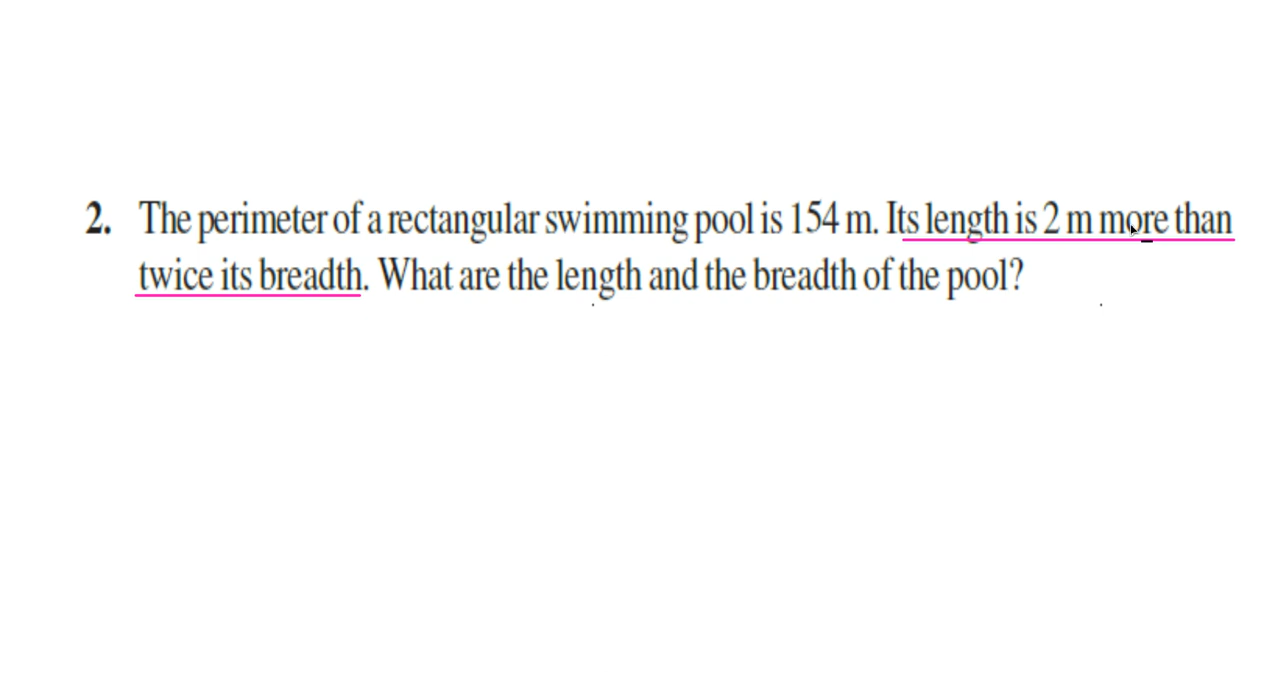 2. The perimeter of a rectangular swimming pool is 154 m. Its length is 2 m more than
twice its breadth. What are the length and the breadth of the pool?